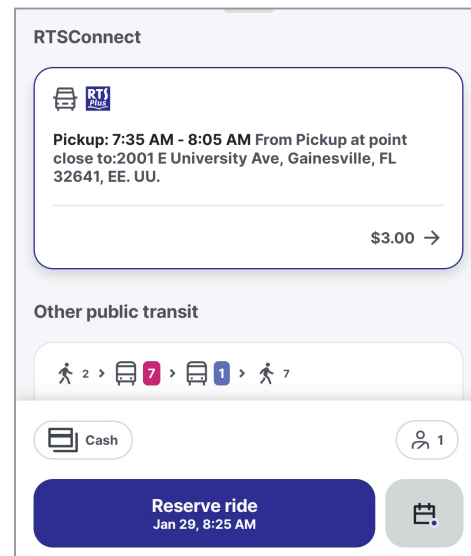 RTSConnect
RTS
Plus
Pickup: 7:35 AM - 8:05 AM From Pickup at point
close to:2001 E University Ave, Gainesville, FL
32641, EE. UU.
$3.00 →
Other public transit
2 > 7 > 1 > 7
Cash
1
Reserve ride
Jan 29, 8:25 AM